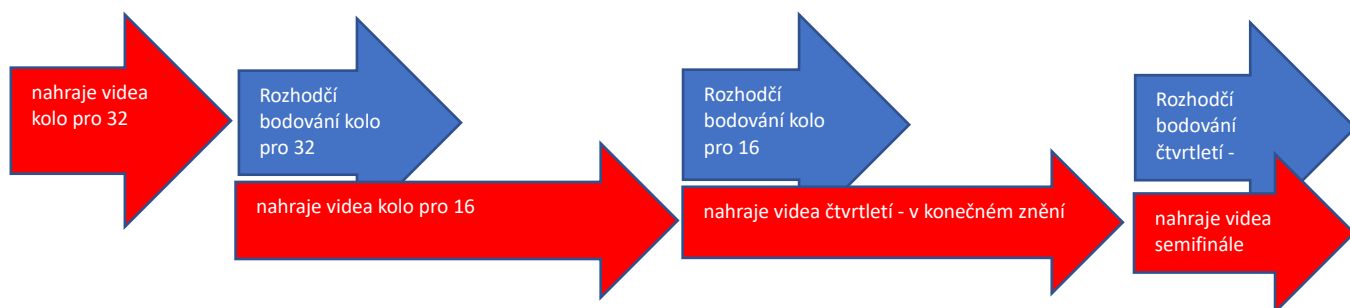 nahraje videa
kolo pro 32
Rozhodčí
bodování kolo
pro 32
nahraje videa kolo pro 16
Rozhodčí
bodování kolo
pro 16
nahraje videa čtvrtletí - v konečném znění
Rozhodčí
bodování
čtvrtletí -
nahraje videa
semifinále